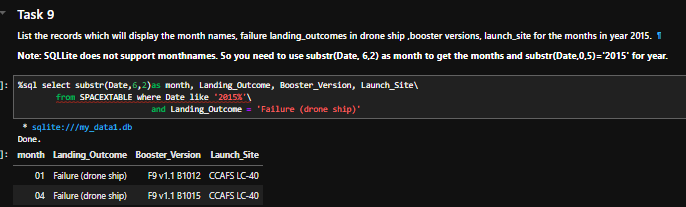 Task 9
List the records which will display the month names, failure landing_outcomes in drone ship ,booster versions, launch_site for the months in year 2015. ¶
Note: SQLLite does not support monthnames. So you need to use substr(Date, 6,2) as month to get the months and substr(Date,0,5)='2015' for year.
]: %sql select substr(Date,6,2)as month, Landing_Outcome, Booster_Version, Launch_Site\
from SPACEXTABLE where Date like '2015%'\
and Landing_Outcome = 'Failure (drone ship)'
* sqlite:///my_data1.db
Done.
]: month Landing_Outcome Booster_Version Launch_Site
01 Failure (drone ship) F9 v1.1 B1012 CCAFS LC-40
04 Failure (drone ship) F9 v1.1 B1015 CCAFS LC-40